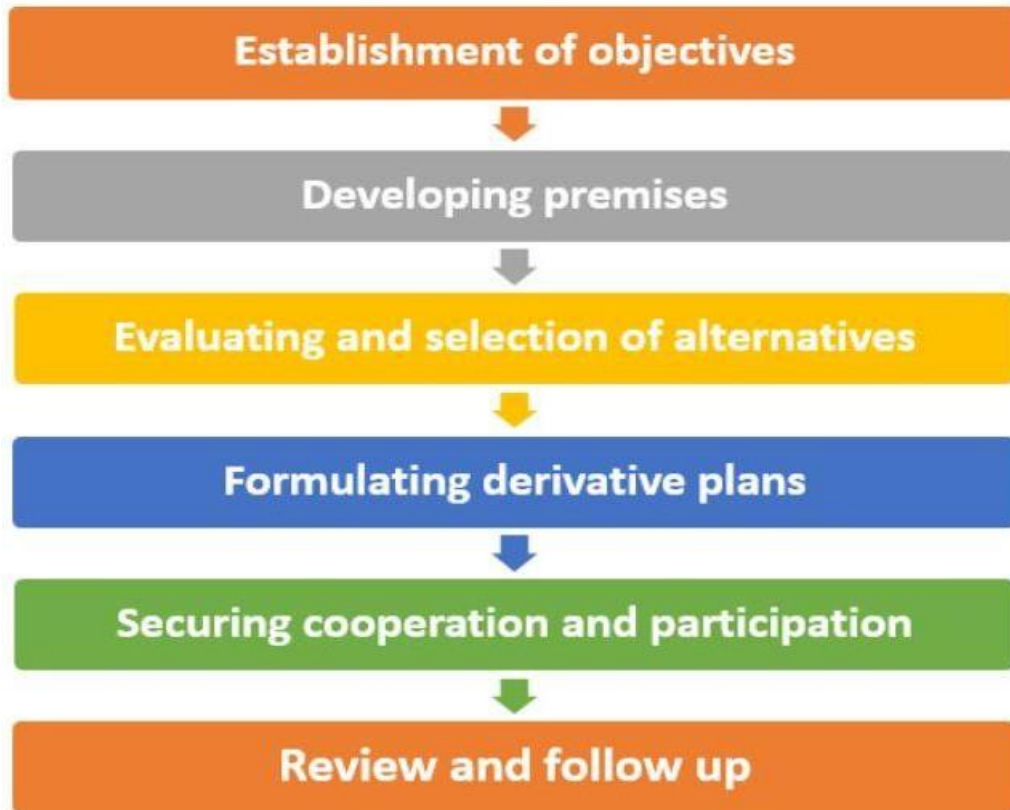 Establishment of objectives
Developing premises
Evaluating and selection of alternatives
Formulating derivative plans
Securing cooperation and participation
Review and follow up